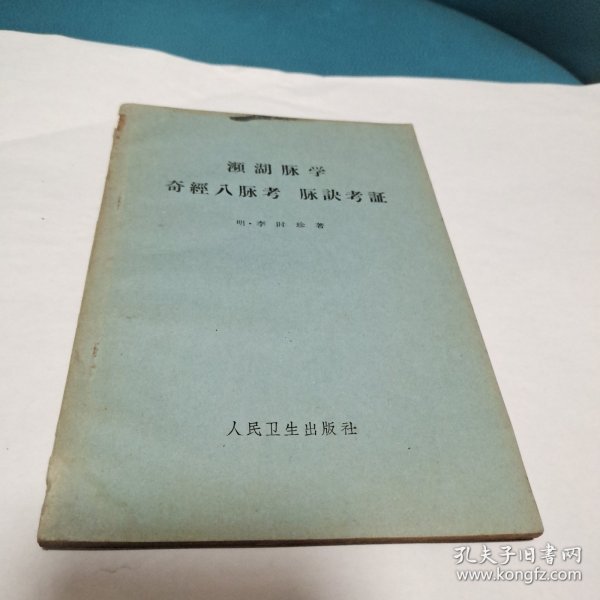 瀕湖脉学
奇經八脉考 脉訣考証
明·李时珍著
人民卫生出版社
孔夫子旧书网
www.kongfz.com